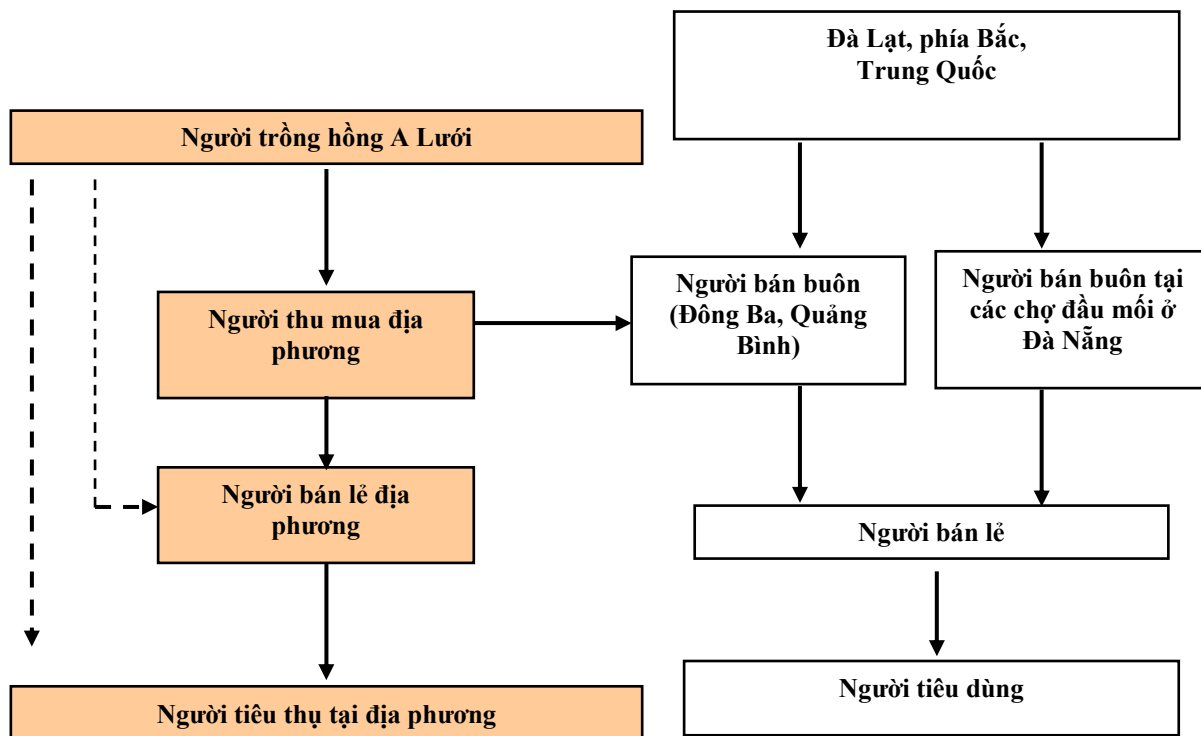 Đà Lạt, phía Bắc,
Trung Quốc
Người trồng hồng A Lưới
Người thu mua địa
phương
Người bán buôn
(Đông Ba, Quảng
Bình)
Người bán buôn tại
các chợ đầu mối ở
Đà Nẵng
Người bán lẻ địa
phương
Người bán lẻ
Người tiêu thụ tại địa phương
Người tiêu dùng